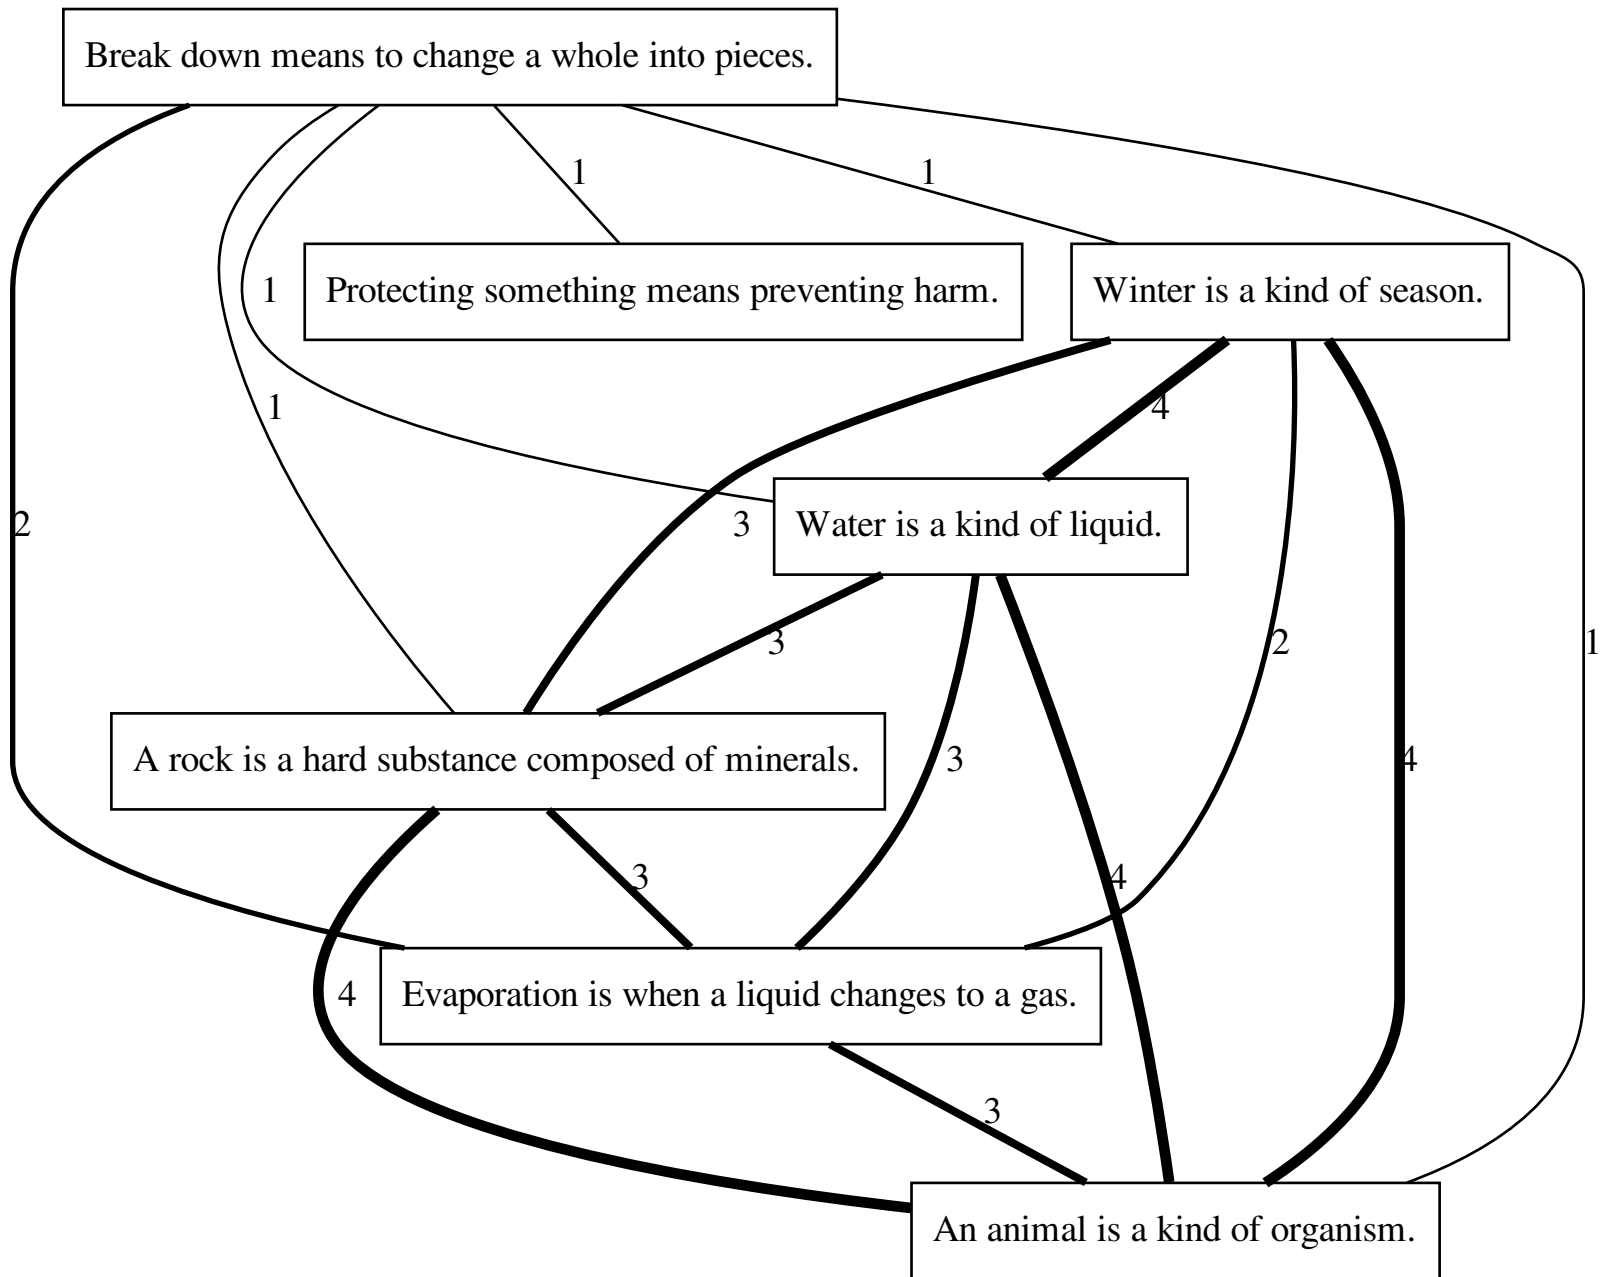 Break down means to change a whole into pieces.
1
1
1
Protecting something means preventing harm.
Winter is a kind of season.
1
4
2
3
Water is a kind of liquid.
3
2
1
A rock is a hard substance composed of minerals.
3
4
3
4
4
Evaporation is when a liquid changes to a gas.
3
An animal is a kind of organism.